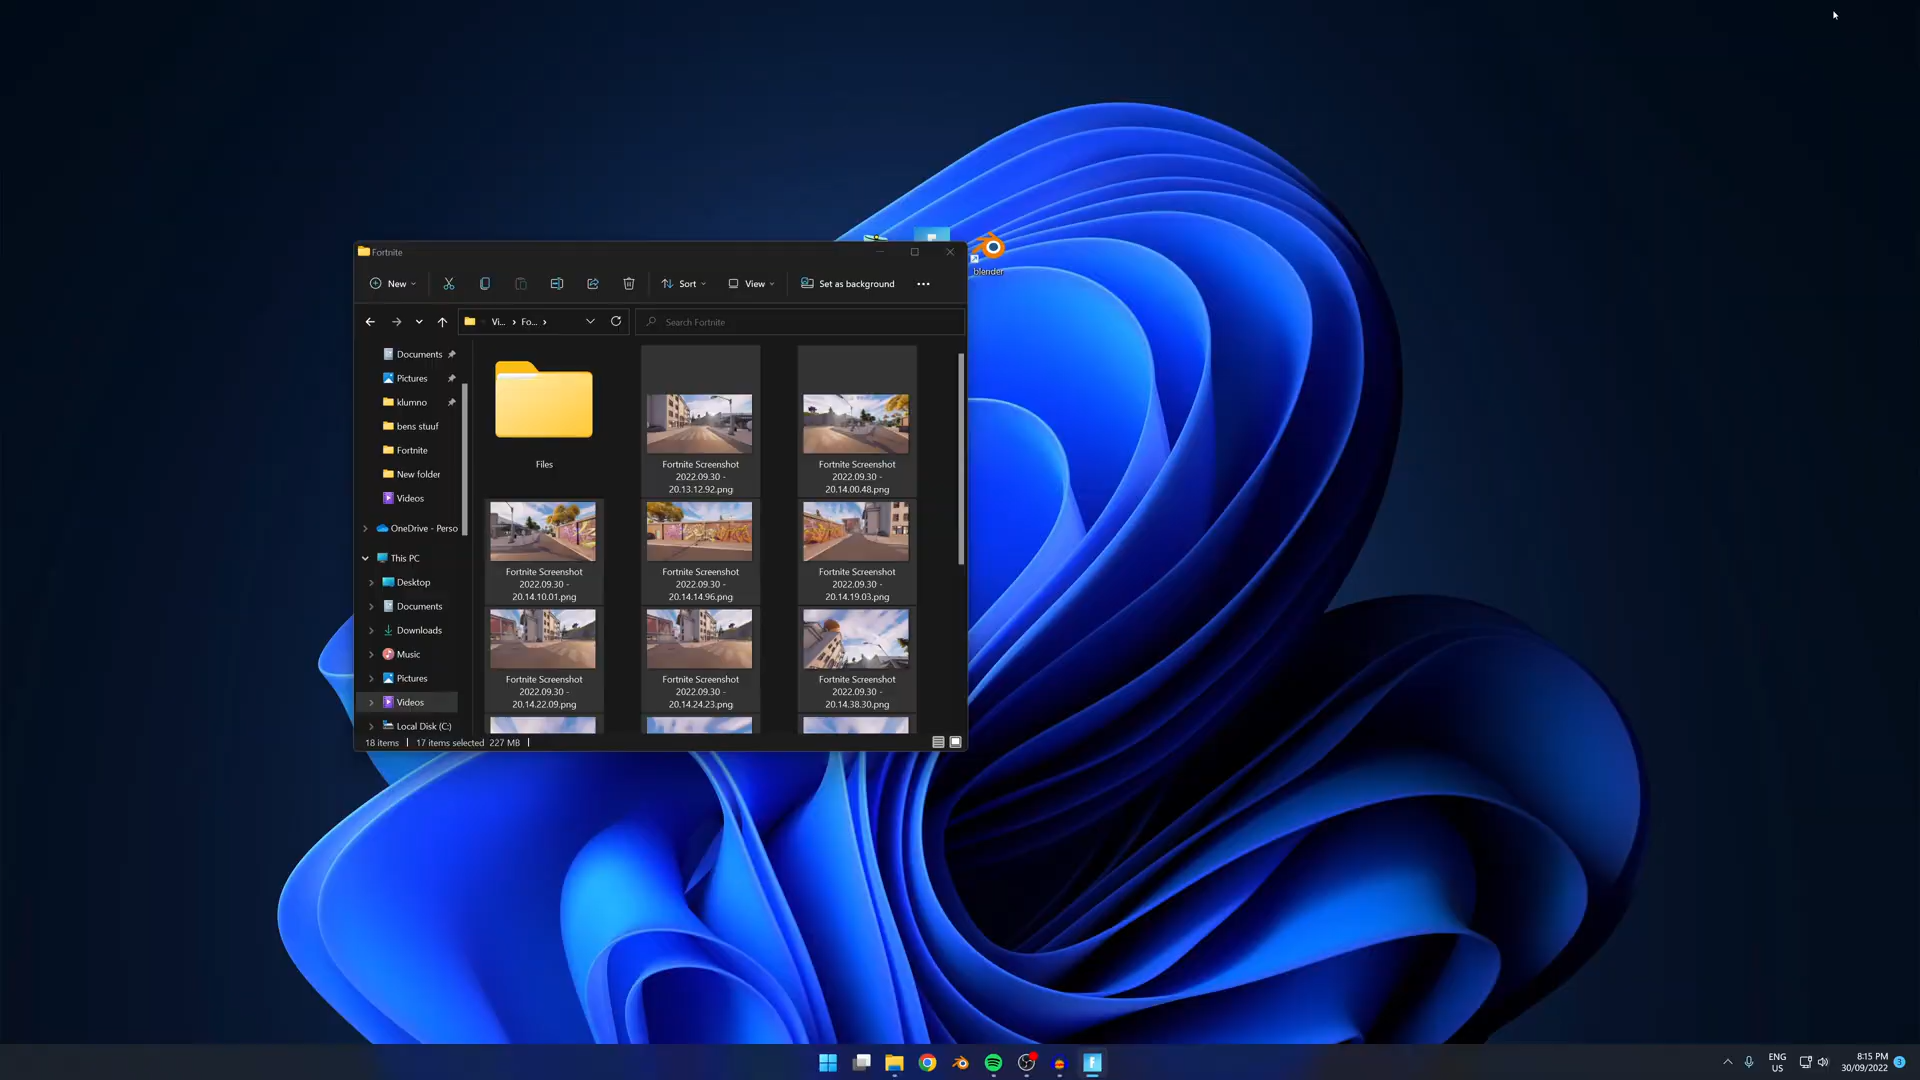 Fortnite
blender
New
Sort
View
Set as background
Vi...
Fo...
Search Fortnite
Documents
Pictures
klumno
bens stuuf
Fortnite
New folder
Videos
OneDrive - Perso
This PC
Desktop
Documents
Downloads
Music
Pictures
Videos
Local Disk (C:)
Files
Fortnite Screenshot
2022.09.30 -
20.13.12.92.png
Fortnite Screenshot
2022.09.30 -
20.14.00.48.png
Fortnite Screenshot
2022.09.30 -
20.14.10.01.png
Fortnite Screenshot
2022.09.30 -
20.14.14.96.png
Fortnite Screenshot
2022.09.30 -
20.14.19.03.png
Fortnite Screenshot
2022.09.30 -
20.14.22.09.png
Fortnite Screenshot
2022.09.30 -
20.14.24.23.png
Fortnite Screenshot
2022.09.30 -
20.14.38.30.png
18 items
17 items selected 227 MB
ENG
US
8:15 PM
30/09/2022
3